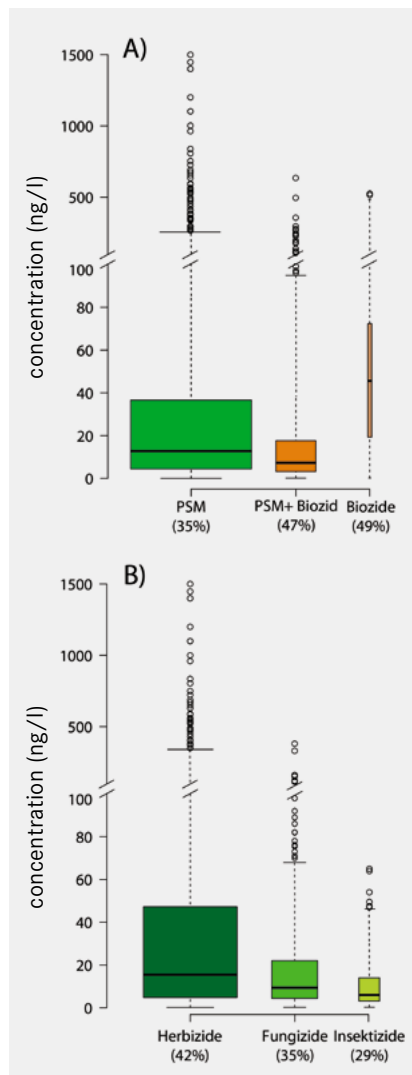 A)
concentration (ng/l)
1500
1000
500
100
80
60
40
20
0
PSM PSM+ Biozid Biozide
(35%) (47%) (49%)
B)
concentration (ng/l)
1500
1000
500
100
80
60
40
20
0
Herbizide Fungizide Insektizide
(42%) (35%) (29%)